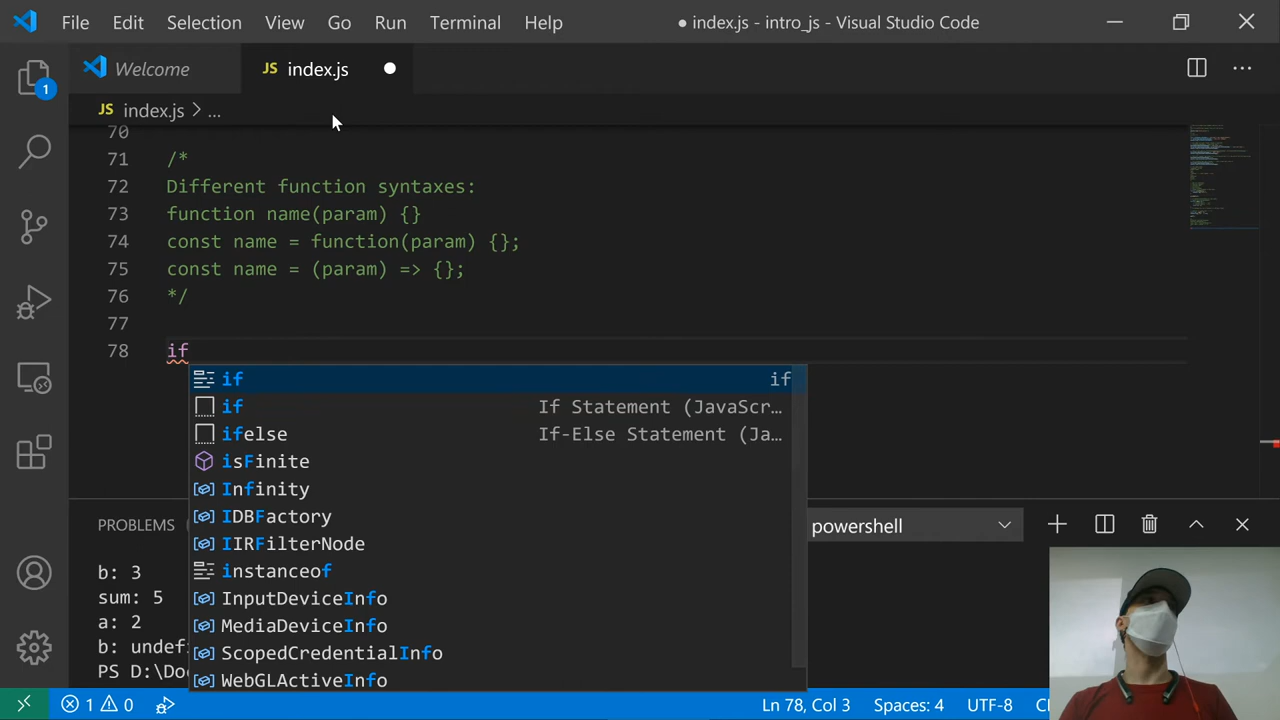 File Edit Selection View Go Run Terminal Help ● index.js - intro_js - Visual Studio Code
Welcome JS index.js
JS index.js > ...
1
70
71 /*
72 Different function syntaxes:
73 function name(param) {}
74 const name = function(param) {};
75 const name = (param) => {};
76 */
77
78 if
if if
if If Statement (JavaScr…
ifelse If-Else Statement (Ja…
isFinite
Infinity
IDBFactory
IIRFilterNode
instanceof
InputDeviceInfo
MediaDeviceInfo
ScopedCredentialInfo
WebGLActiveInfo
PROBLEMS powershell
b: 3
sum: 5
a: 2
b: undef
PS D:\Do
1 0 Ln 78, Col 3 Spaces: 4 UTF-8